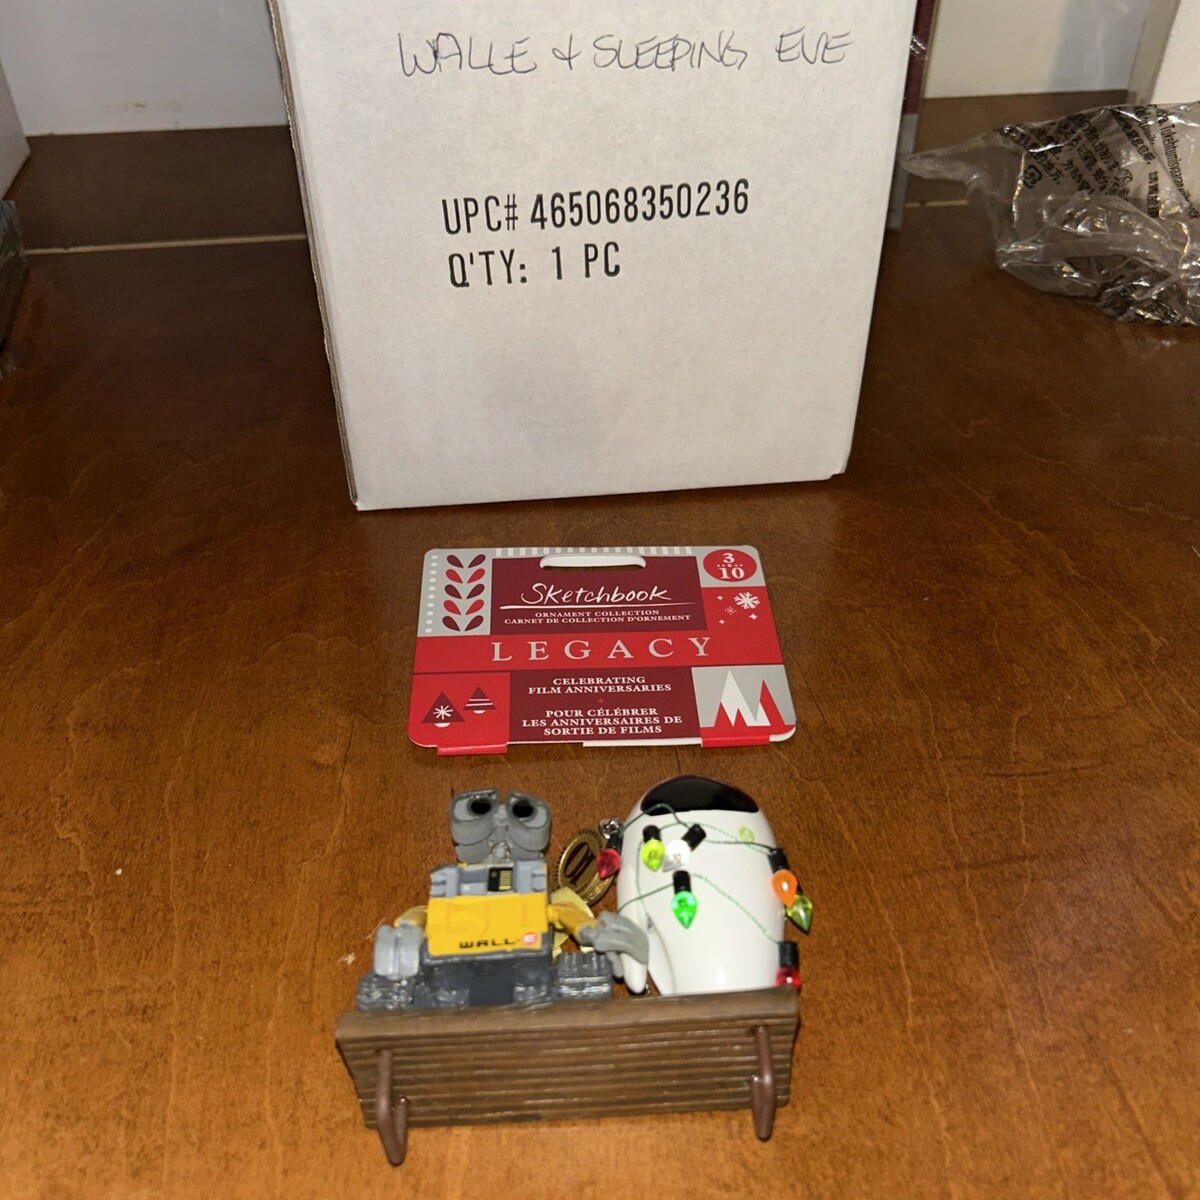 WALLE + SLEEPING EVE
UPC# 465068350236
Q'TY: 1 PC
3
10
Sketchbook
ORNAMENT COLLECTION
CARNET DE COLLECTION D'ORNEMENT
LEGACY
CELEBRATING
FILM ANNIVERSARIES
POUR CÉLÉBRER
LES ANNIVERSAIRES DE
SORTIE DE FILMS
10
WALL•E